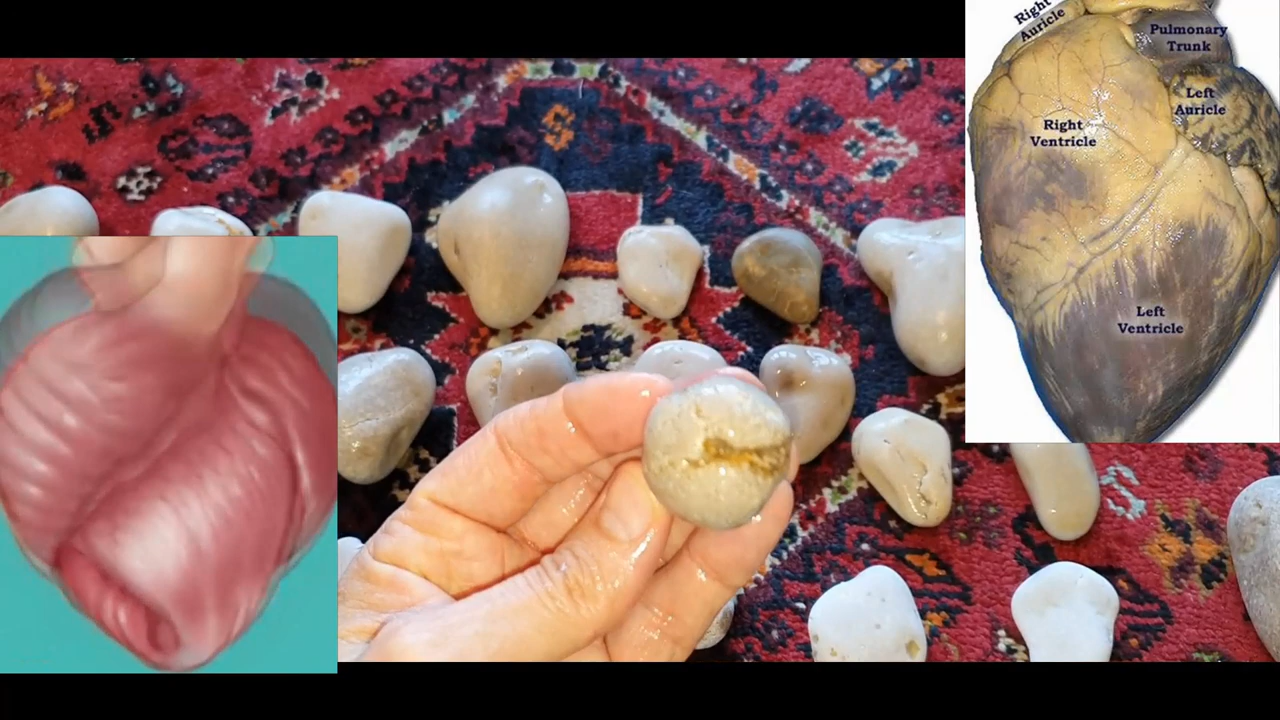 Right
Auricle
Pulmonary
Trunk
Left
Auricle
Right
Ventricle
Left
Ventricle